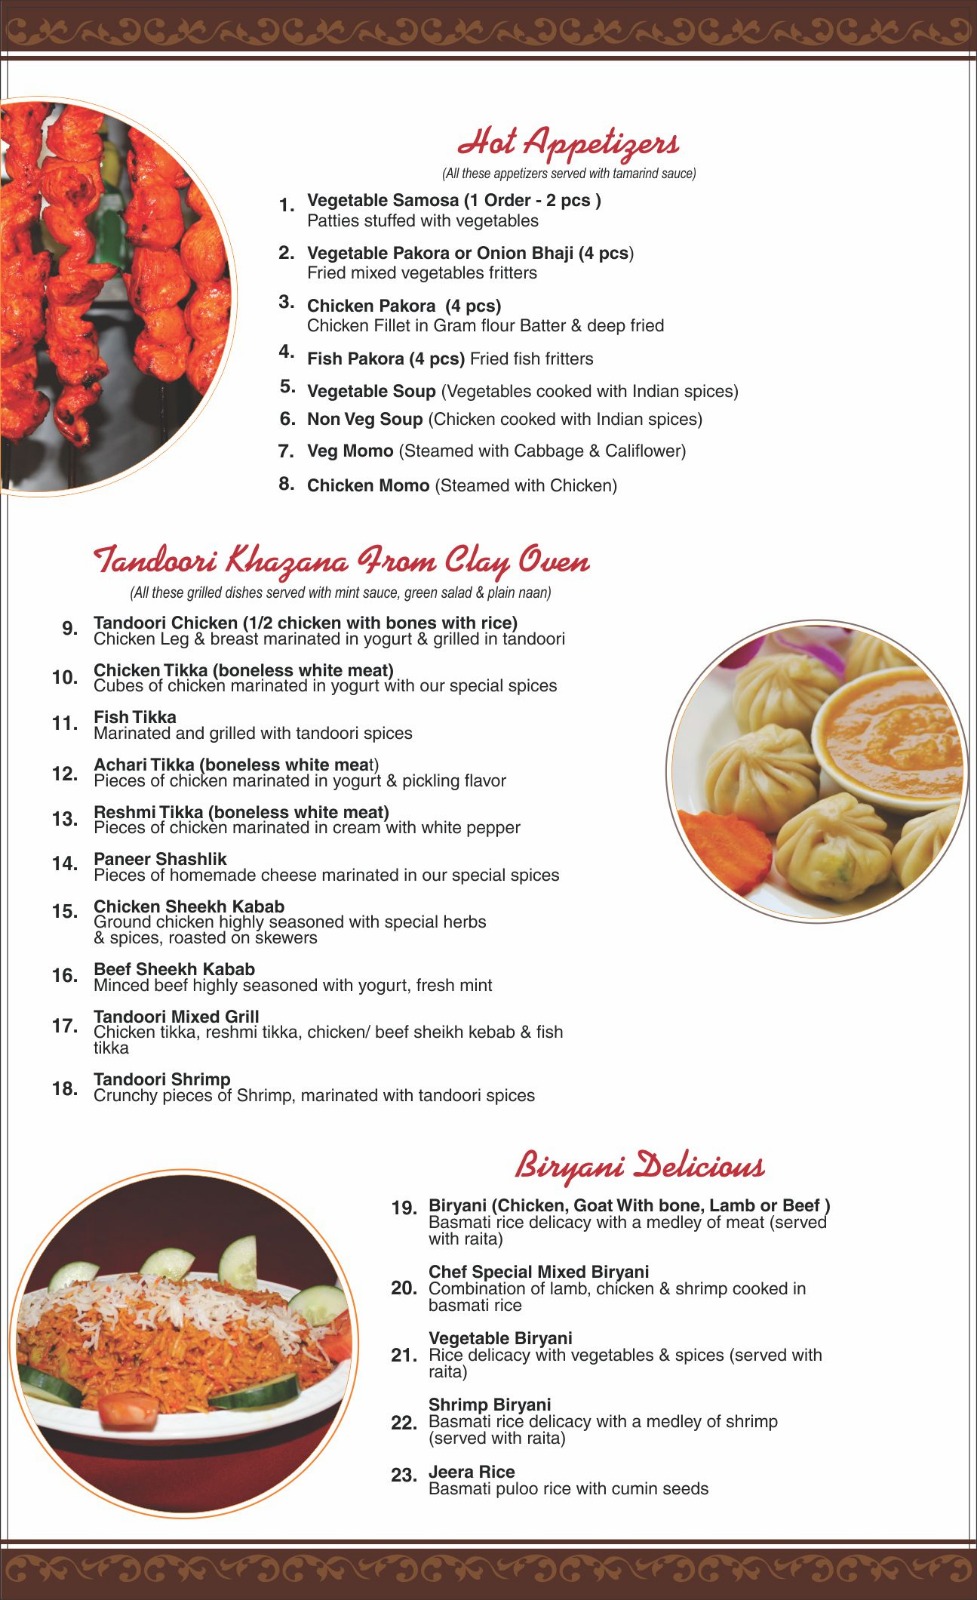 Hot Appetizers
(All these appetizers served with tamarind sauce)
1. Vegetable Samosa (1 Order - 2 pcs )
Patties stuffed with vegetables
2. Vegetable Pakora or Onion Bhaji (4 pcs)
Fried mixed vegetables fritters
3. Chicken Pakora (4 pcs)
Chicken Fillet in Gram flour Batter & deep fried
4. Fish Pakora (4 pcs) Fried fish fritters
5. Vegetable Soup (Vegetables cooked with Indian spices)
6. Non Veg Soup (Chicken cooked with Indian spices)
7. Veg Momo (Steamed with Cabbage & Califlower)
8. Chicken Momo (Steamed with Chicken)
Tandoori Khazana From Clay Oven
(All these grilled dishes served with mint sauce, green salad & plain naan)
9. Tandoori Chicken (1/2 chicken with bones with rice)
Chicken Leg & breast marinated in yogurt & grilled in tandoori
10. Chicken Tikka (boneless white meat)
Cubes of chicken marinated in yogurt with our special spices
11. Fish Tikka
Marinated and grilled with tandoori spices
12. Achari Tikka (boneless white meat)
Pieces of chicken marinated in yogurt & pickling flavor
13. Reshmi Tikka (boneless white meat)
Pieces of chicken marinated in cream with white pepper
14. Paneer Shashlik
Pieces of homemade cheese marinated in our special spices
15. Chicken Sheekh Kabab
Ground chicken highly seasoned with special herbs
& spices, roasted on skewers
16. Beef Sheekh Kabab
Minced beef highly seasoned with yogurt, fresh mint
17. Tandoori Mixed Grill
Chicken tikka, reshmi tikka, chicken/ beef sheikh kebab & fish
tikka
18. Tandoori Shrimp
Crunchy pieces of Shrimp, marinated with tandoori spices
Biryani Delicious
19. Biryani (Chicken, Goat With bone, Lamb or Beef )
Basmati rice delicacy with a medley of meat (served
with raita)
20. Chef Special Mixed Biryani
Combination of lamb, chicken & shrimp cooked in
basmati rice
21. Vegetable Biryani
Rice delicacy with vegetables & spices (served with
raita)
22. Shrimp Biryani
Basmati rice delicacy with a medley of shrimp
(served with raita)
23. Jeera Rice
Basmati puloo rice with cumin seeds